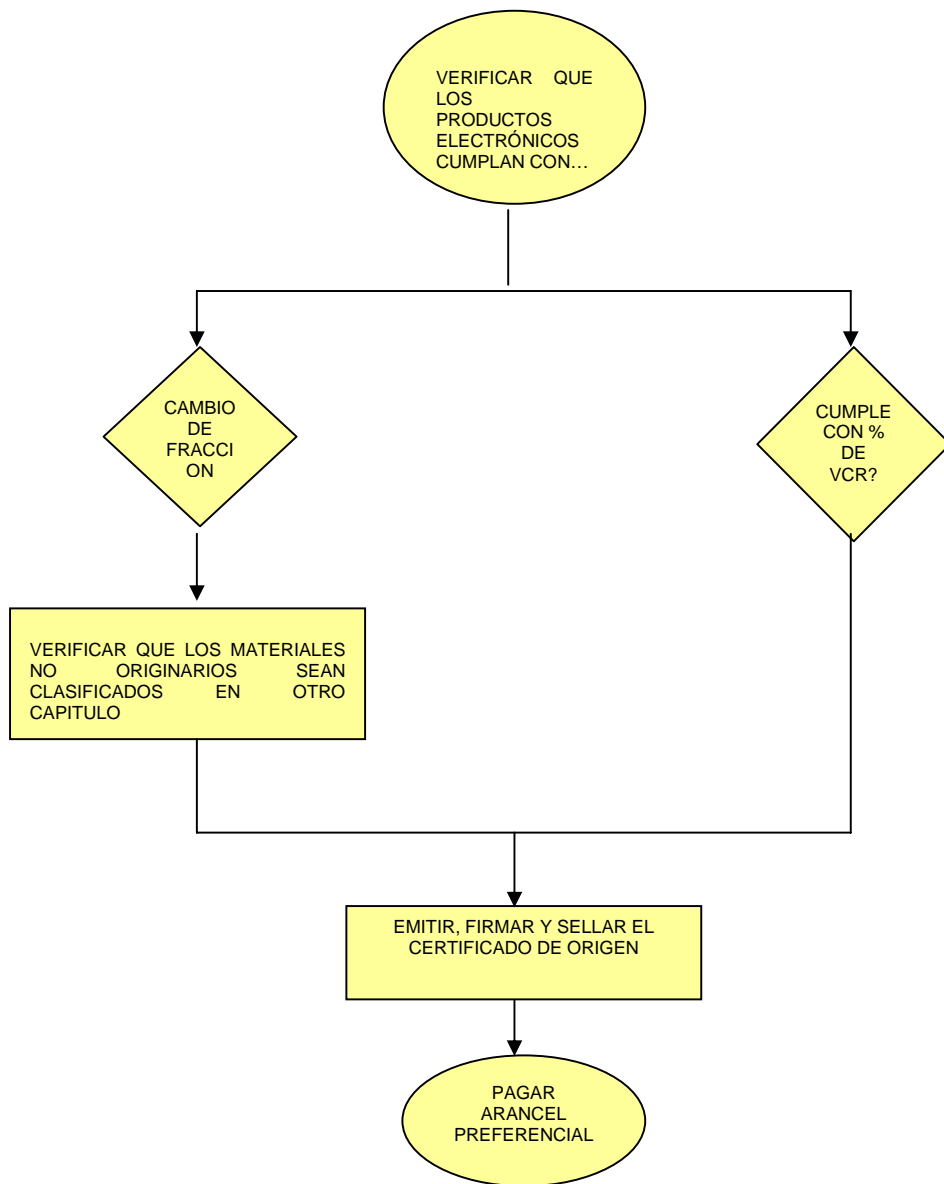 VERIFICAR QUE
LOS
PRODUCTOS
ELECTRÓNICOS
CUMPLAN CON…
CAMBIO
DE
FRACCI
ON
CUMPLE
CON %
DE
VCR?
VERIFICAR QUE LOS MATERIALES
NO ORIGINARIOS SEAN
CLASIFICADOS EN OTRO
CAPITULO
EMITIR, FIRMAR Y SELLAR EL
CERTIFICADO DE ORIGEN
PAGAR
ARANCEL
PREFERENCIAL